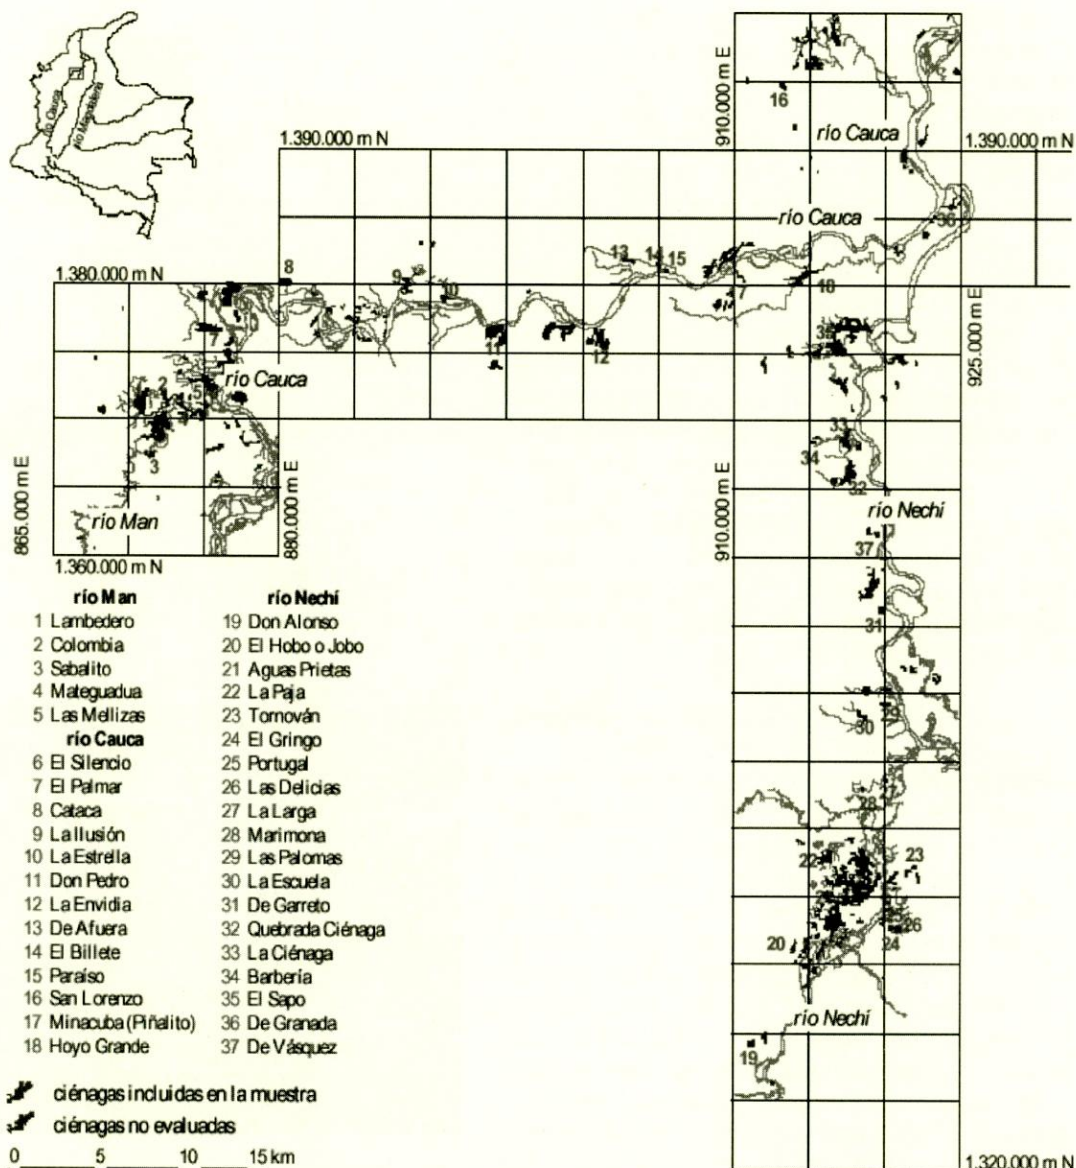 río Cauca
río Magdalena
910.000 m E
16
río Cauca
1.390.000 m N
1.390.000 m N
36
río Cauca
13
14
15
8
9
10
1.380.000 m N
7
18
7
35
11
12
925.000 m E
río Cauca
2
5
3
33
34
32
865.000 m E
río Man
880.000 m E
910.000 m E
río Nechí
1.360.000 m N
37
31
29
30
28
27
22
23
26
24
20
río Nechí
19
río Man
1 Lambedero
2 Colombia
3 Sabalito
4 Mateguadua
5 Las Mellizas
río Cauca
6 El Silencio
7 El Palmar
8 Cataca
9 La Ilusión
10 La Estrella
11 Don Pedro
12 La Envidia
13 De Afuera
14 El Billete
15 Paraíso
16 San Lorenzo
17 Minacuba (Piñalito)
18 Hoyo Grande
río Nechí
19 Don Alonso
20 El Hobo o Jobo
21 Aguas Prietas
22 La Paja
23 Tornován
24 El Gringo
25 Portugal
26 Las Delicias
27 La Larga
28 Marimona
29 Las Palomas
30 La Escuela
31 De Garreto
32 Quebrada Ciénaga
33 La Ciénaga
34 Barbería
35 El Sapo
36 De Granada
37 De Vásquez
ciénagas incluidas en la muestra
ciénagas no evaluadas
0 5 10 15 km
1.320.000 m N